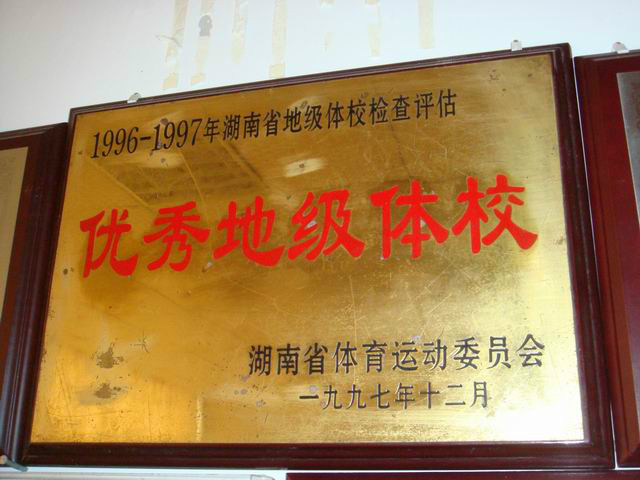 1996-1997年湖南省地级体校检查评估
优秀地级体校
湖南省体育运动委员会
一九九七年十二月